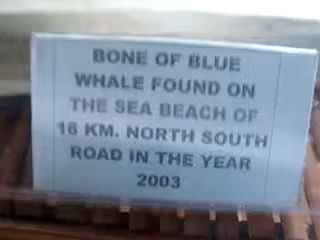 BONE OF BLUE
WHALE FOUND ON
THE SEA BEACH OF
16 KM. NORTH SOUTH
ROAD IN THE YEAR
2003